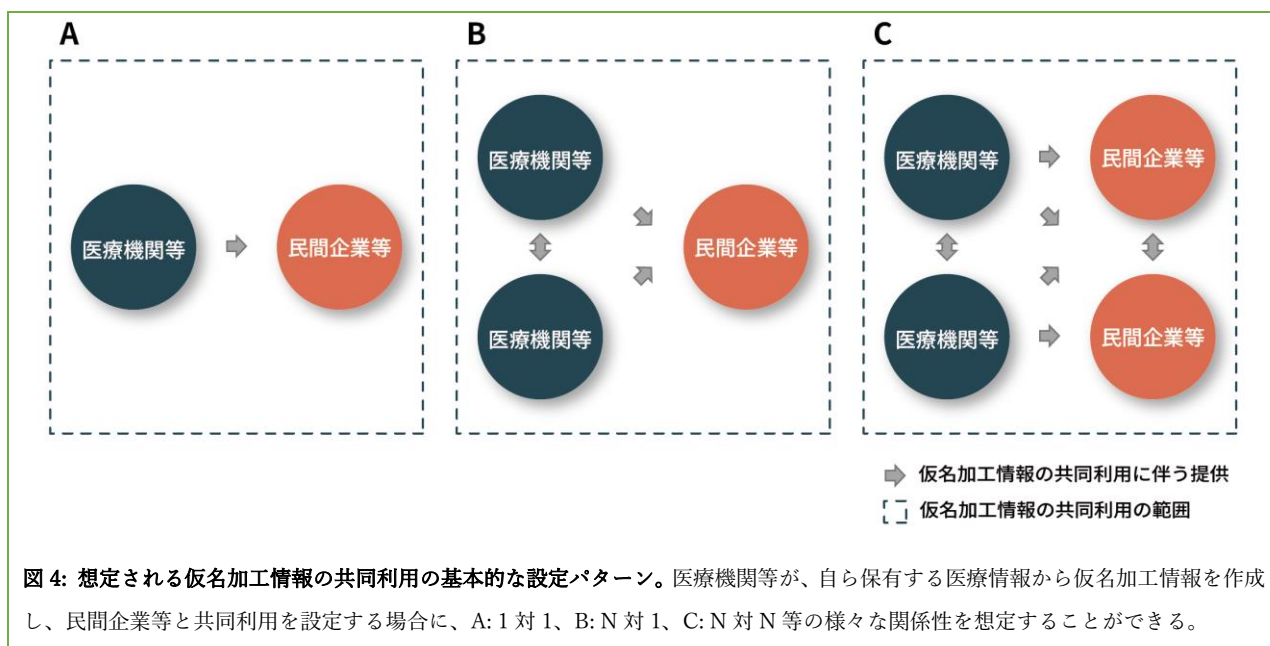 A
B
C
医療機関等
民間企業等
医療機関等
医療機関等
民間企業等
医療機関等
民間企業等
医療機関等
民間企業等
仮名加工情報の共同利用に伴う提供
仮名加工情報の共同利用の範囲
図 4: 想定される仮名加工情報の共同利用の基本的な設定パターン。医療機関等が、自ら保有する医療情報から仮名加工情報を作成
し、民間企業等と共同利用を設定する場合に、A: 1 対 1、B: N 対 1、C: N 対 N 等の様々な関係性を想定することができる。